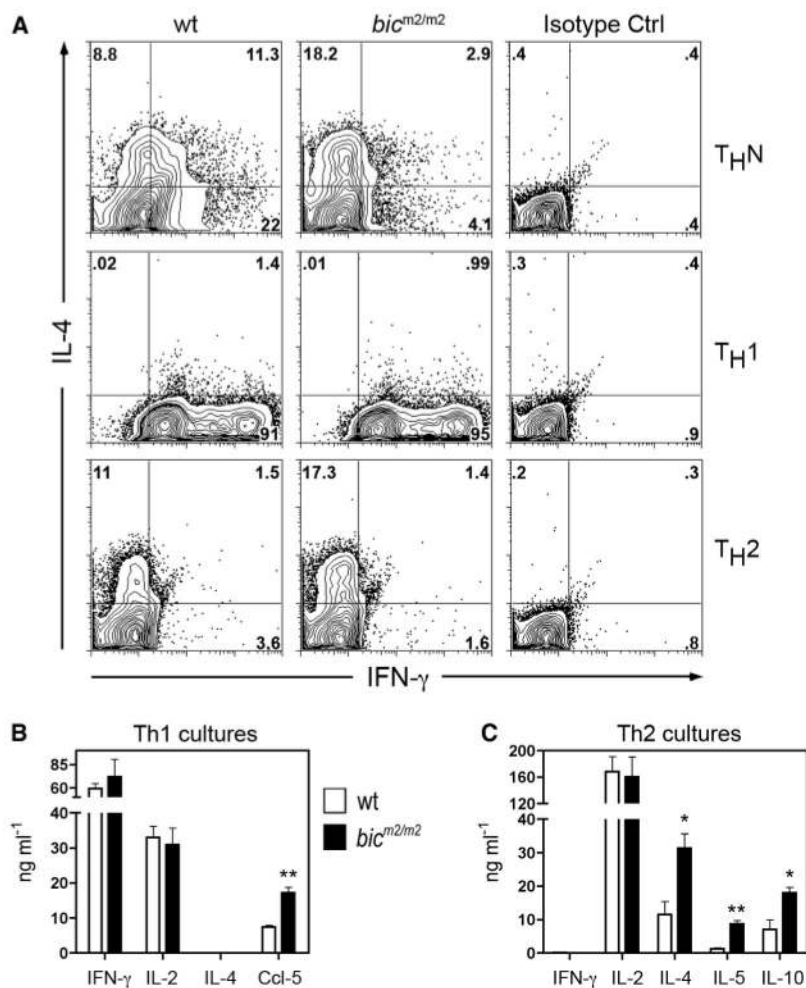 A
wt bic^m2/m2 Isotype Ctrl
8.8 11.3 18.2 2.9 .4 .4
22 4.1 .4
THN
.02 1.4 .01 .99 .3 .4
91 95 .9
TH1
11 1.5 17.3 1.4 .2 .3
3.6 1.6 .8
TH2
IL-4
IFN-γ
B Th1 cultures
85
60
40
30
20
10
0
ng ml⁻¹
IFN-γ IL-2 IL-4 Ccl-5
**
wt
bic^m2/m2
C Th2 cultures
200
160
120
30
20
10
0
ng ml⁻¹
IFN-γ IL-2 IL-4 IL-5 IL-10
* ** *